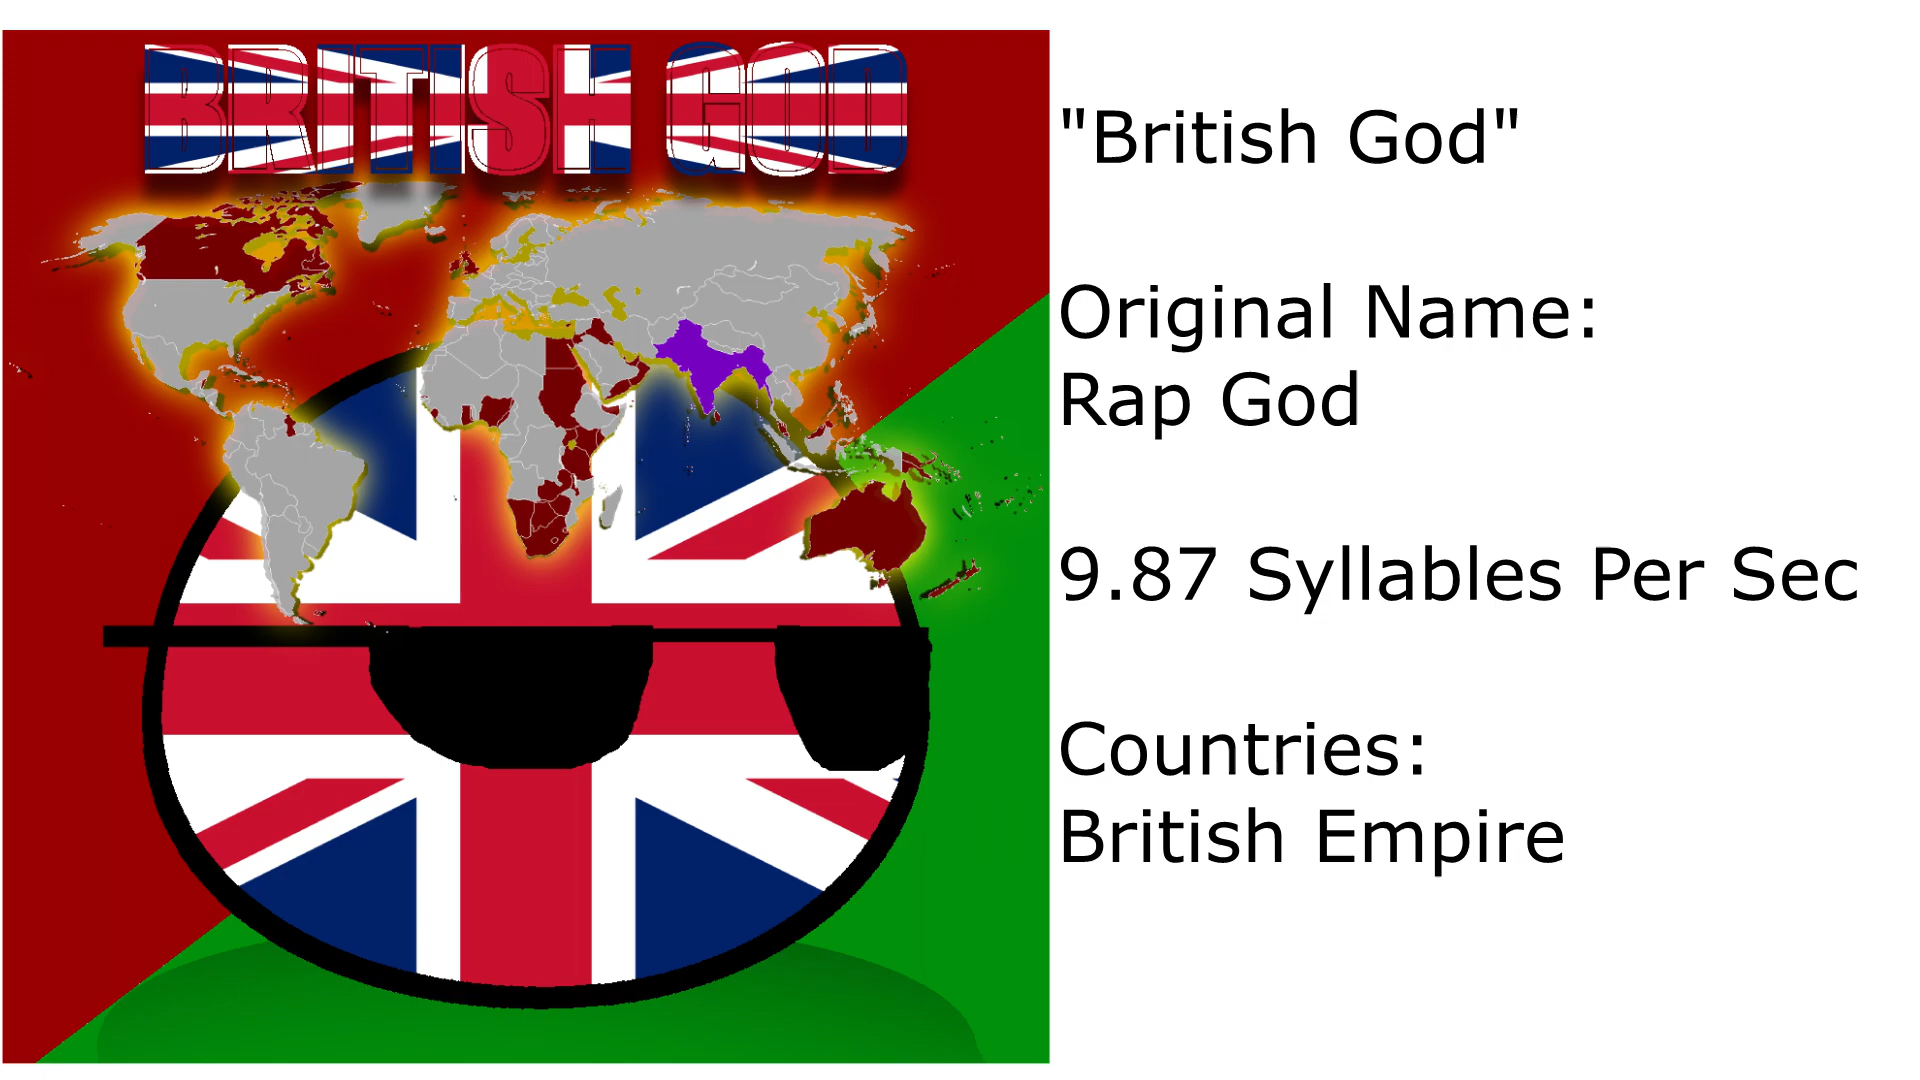 BRITISH GOD
"British God"
Original Name:
Rap God
9.87 Syllables Per Sec
Countries:
British Empire